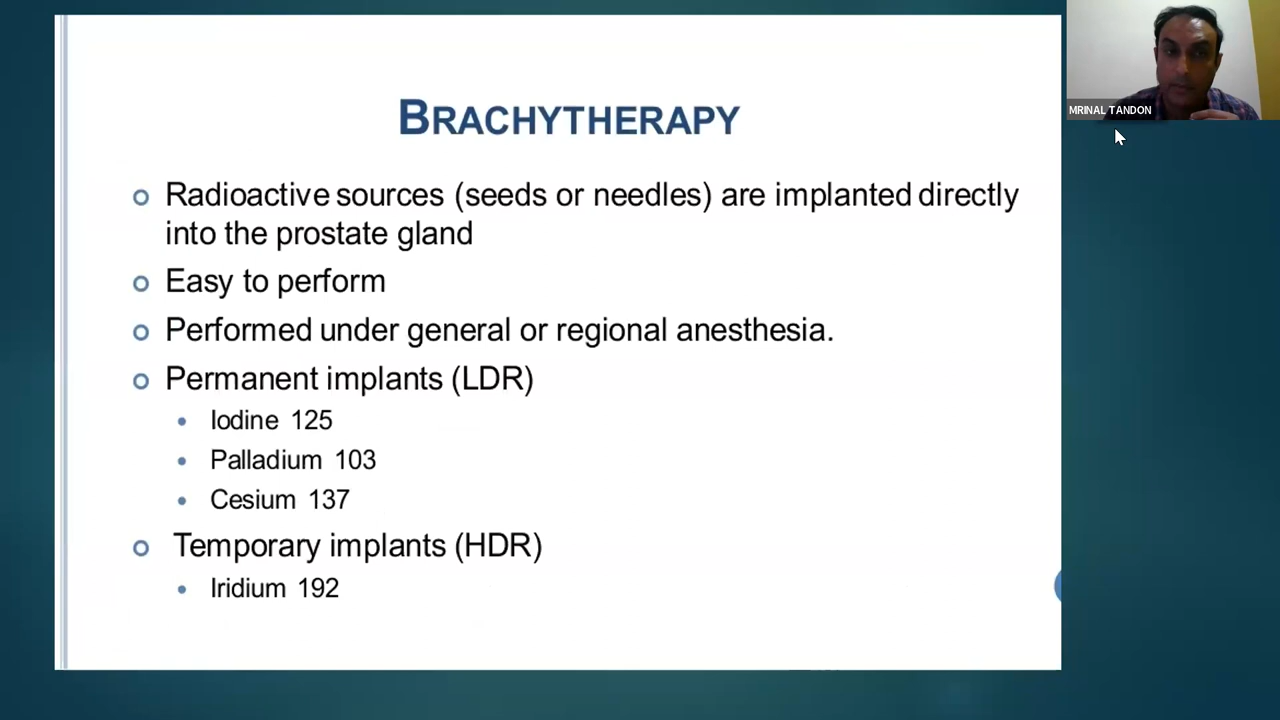 BRACHYTHERAPY
Radioactive sources (seeds or needles) are implanted directly
into the prostate gland
Easy to perform
Performed under general or regional anesthesia.
Permanent implants (LDR)
Iodine 125
Palladium 103
Cesium 137
Temporary implants (HDR)
Iridium 192
MRINAL TANDON